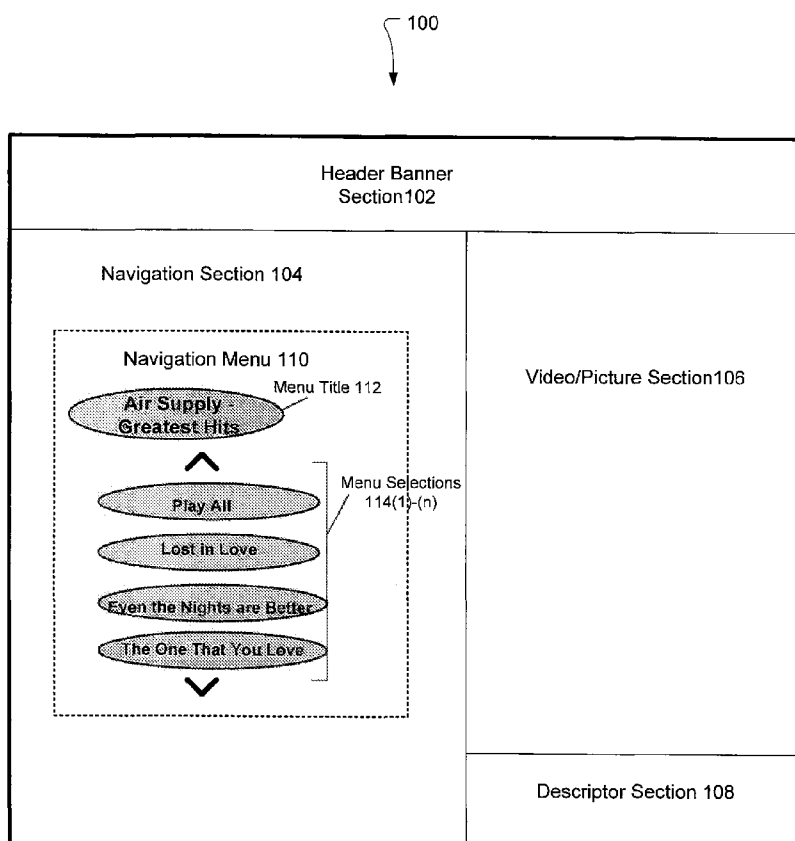 100
Header Banner
Section102
Navigation Section 104
Navigation Menu 110
Menu Title 112
Air Supply -
Greatest Hits
Menu Selections
114(1)-(n)
Play All
Lost in Love
Even the Nights are Better
The One That You Love
Video/Picture Section106
Descriptor Section 108